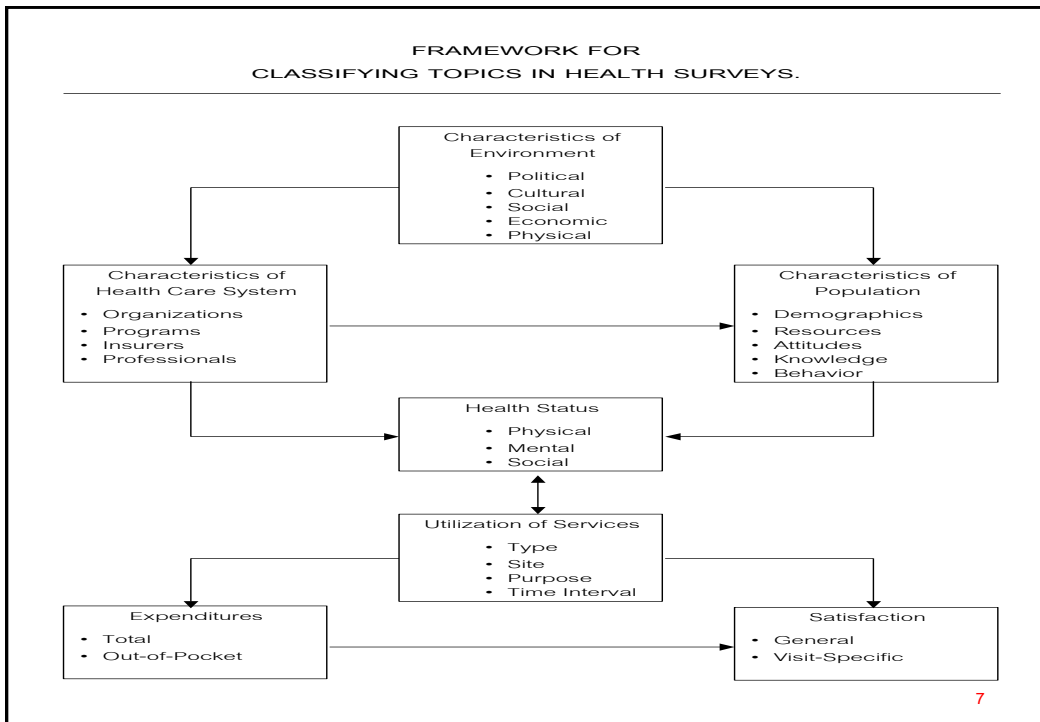 FRAMEWORK FOR
CLASSIFYING TOPICS IN HEALTH SURVEYS.
Characteristics of
Environment
• Political
• Cultural
• Social
• Economic
• Physical
Characteristics of
Health Care System
• Organizations
• Programs
• Insurers
• Professionals
Characteristics of
Population
• Demographics
• Resources
• Attitudes
• Knowledge
• Behavior
Health Status
• Physical
• Mental
• Social
Utilization of Services
• Type
• Site
• Purpose
• Time Interval
Expenditures
• Total
• Out-of-Pocket
Satisfaction
• General
• Visit-Specific
7